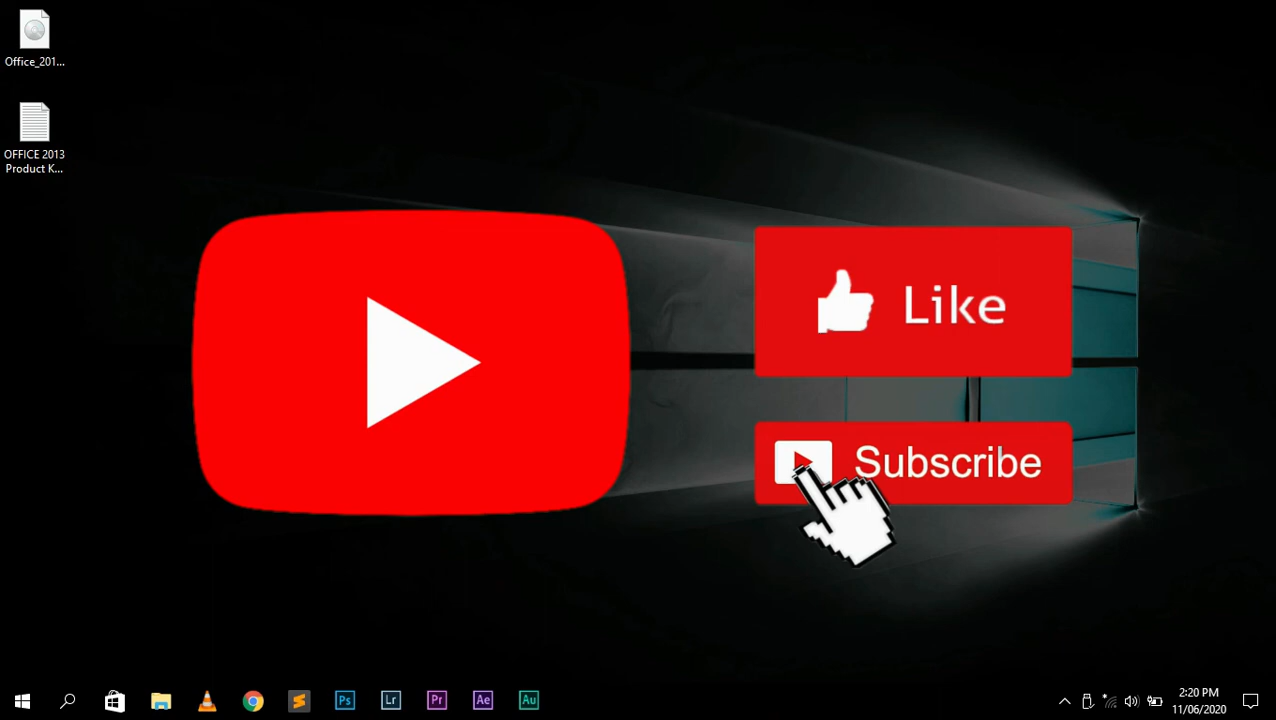 Office_201...
OFFICE 2013
Product K...
Like
Subscribe
Ps
Lr
Pr
Ae
Au
2:20 PM
11/06/2020